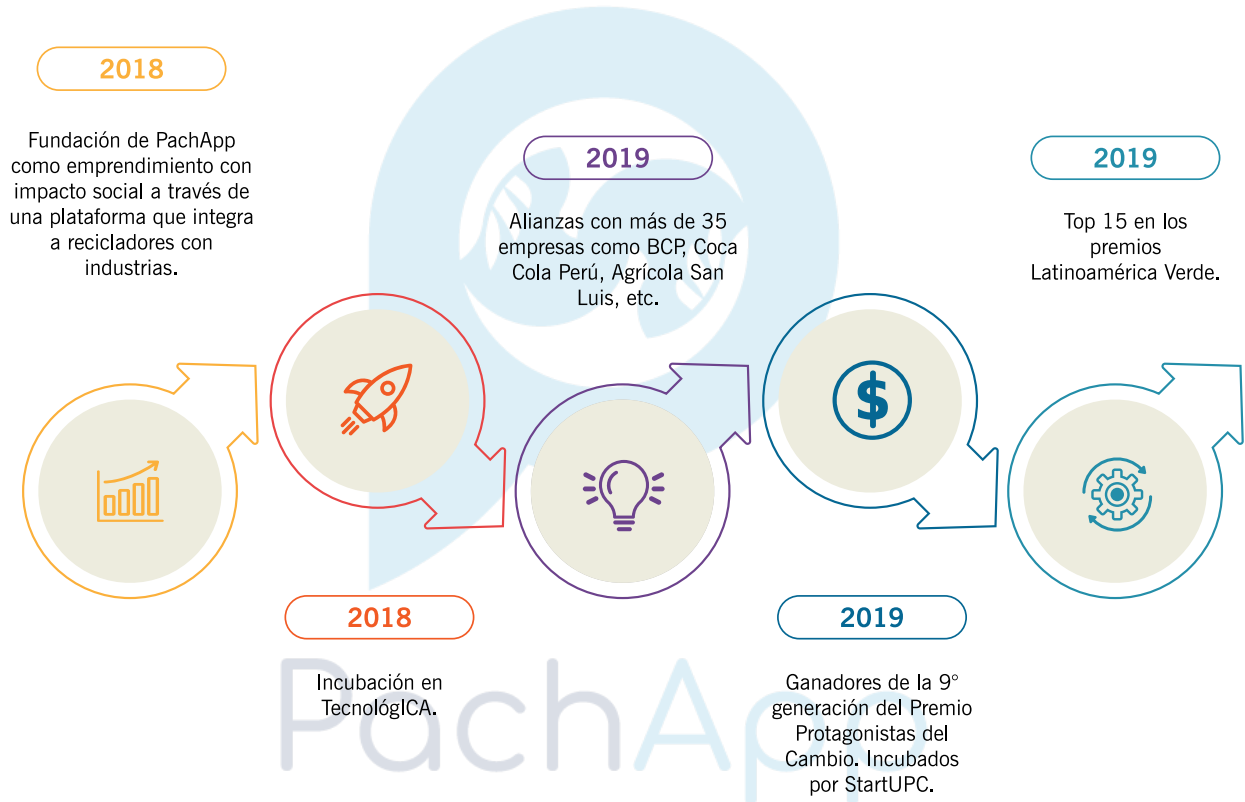 2018
Fundación de PachApp
como emprendimiento con
impacto social a través de
una plataforma que integra
a recicladores con
industrias.
2018
Incubación en
TecnológICA.
2019
Alianzas con más de 35
empresas como BCP, Coca
Cola Perú, Agrícola San
Luis, etc.
$
2019
Ganadores de la 9°
generación del Premio
Protagonistas del
Cambio. Incubados
por StartUPC.
2019
Top 15 en los
premios
Latinoamérica Verde.
PachApp